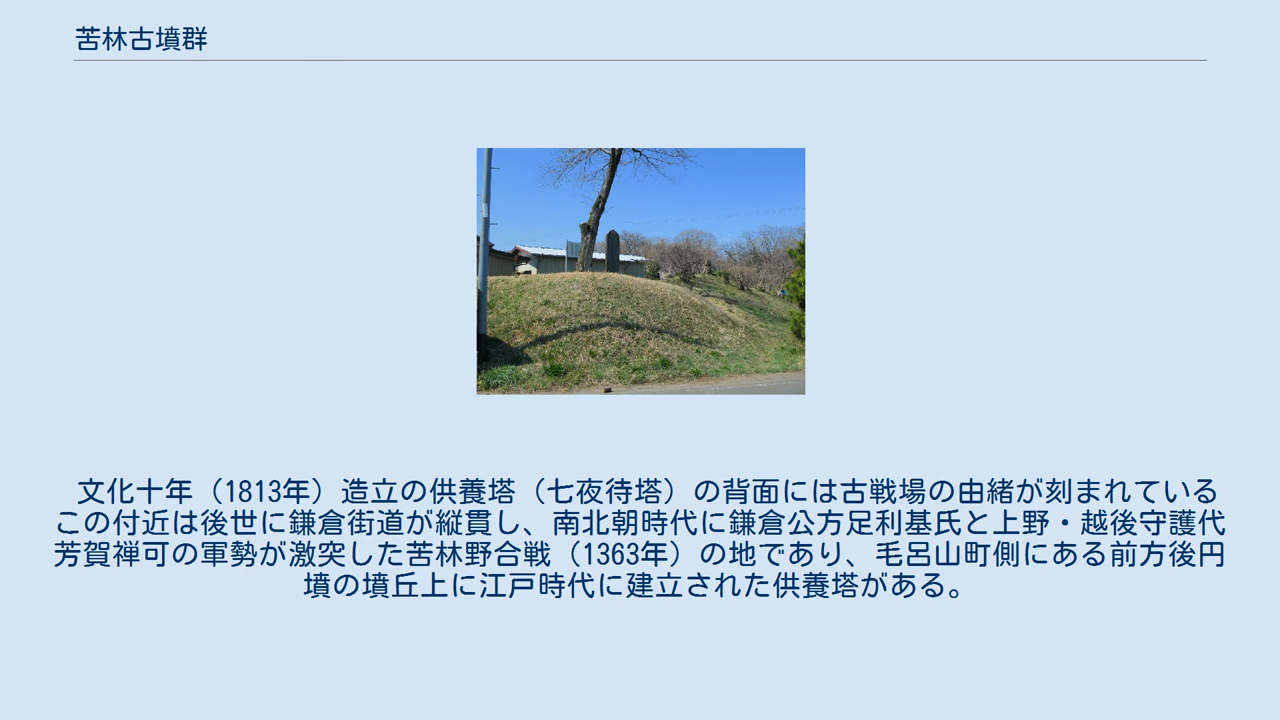 苦林古墳群
文化十年（1813年）造立の供養塔（七夜待塔）の背面には古戦場の由緒が刻まれている
この付近は後世に鎌倉街道が縦貫し、南北朝時代に鎌倉公方足利基氏と上野・越後守護代
芳賀禅可の軍勢が激突した苦林野合戦（1363年）の地であり、毛呂山町側にある前方後円
墳の墳丘上に江戸時代に建立された供養塔がある。